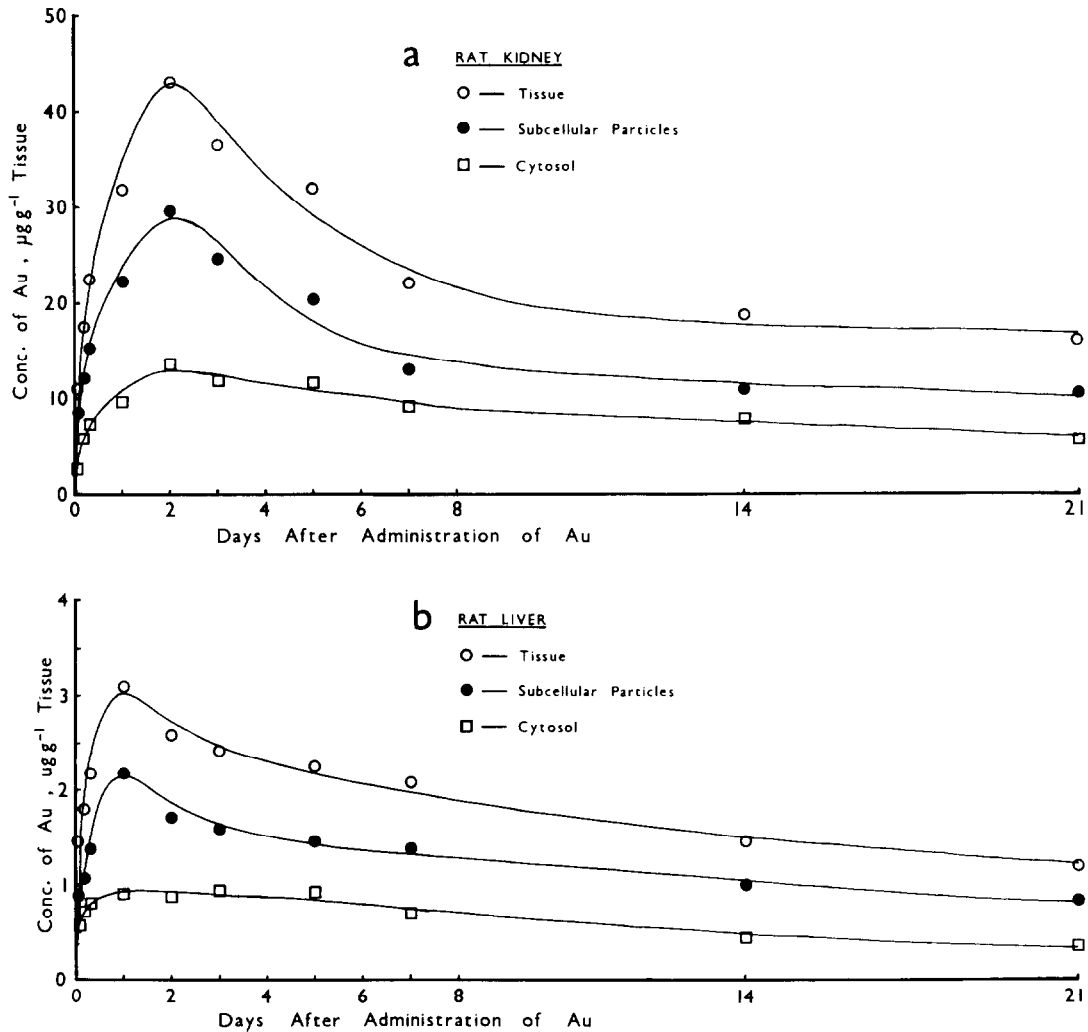 50
40
30
20
10
0
Conc. of Au, µgg⁻¹ Tissue
a RAT KIDNEY
Tissue
Subcellular Particles
Cytosol
0 2 4 6 8 14 21
Days After Administration of Au
4
3
2
1
0
Conc. of Au, ugg⁻¹ Tissue
b RAT LIVER
Tissue
Subcellular Particles
Cytosol
0 2 4 6 8 14 21
Days After Administration of Au